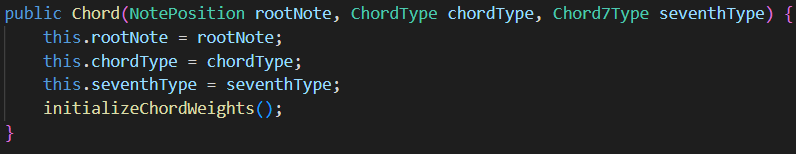 public Chord(NotePosition rootNote, ChordType chordType, Chord7Type seventhType) {
    this.rootNote = rootNote;
    this.chordType = chordType;
    this.seventhType = seventhType;
    initializeChordWeights();
}